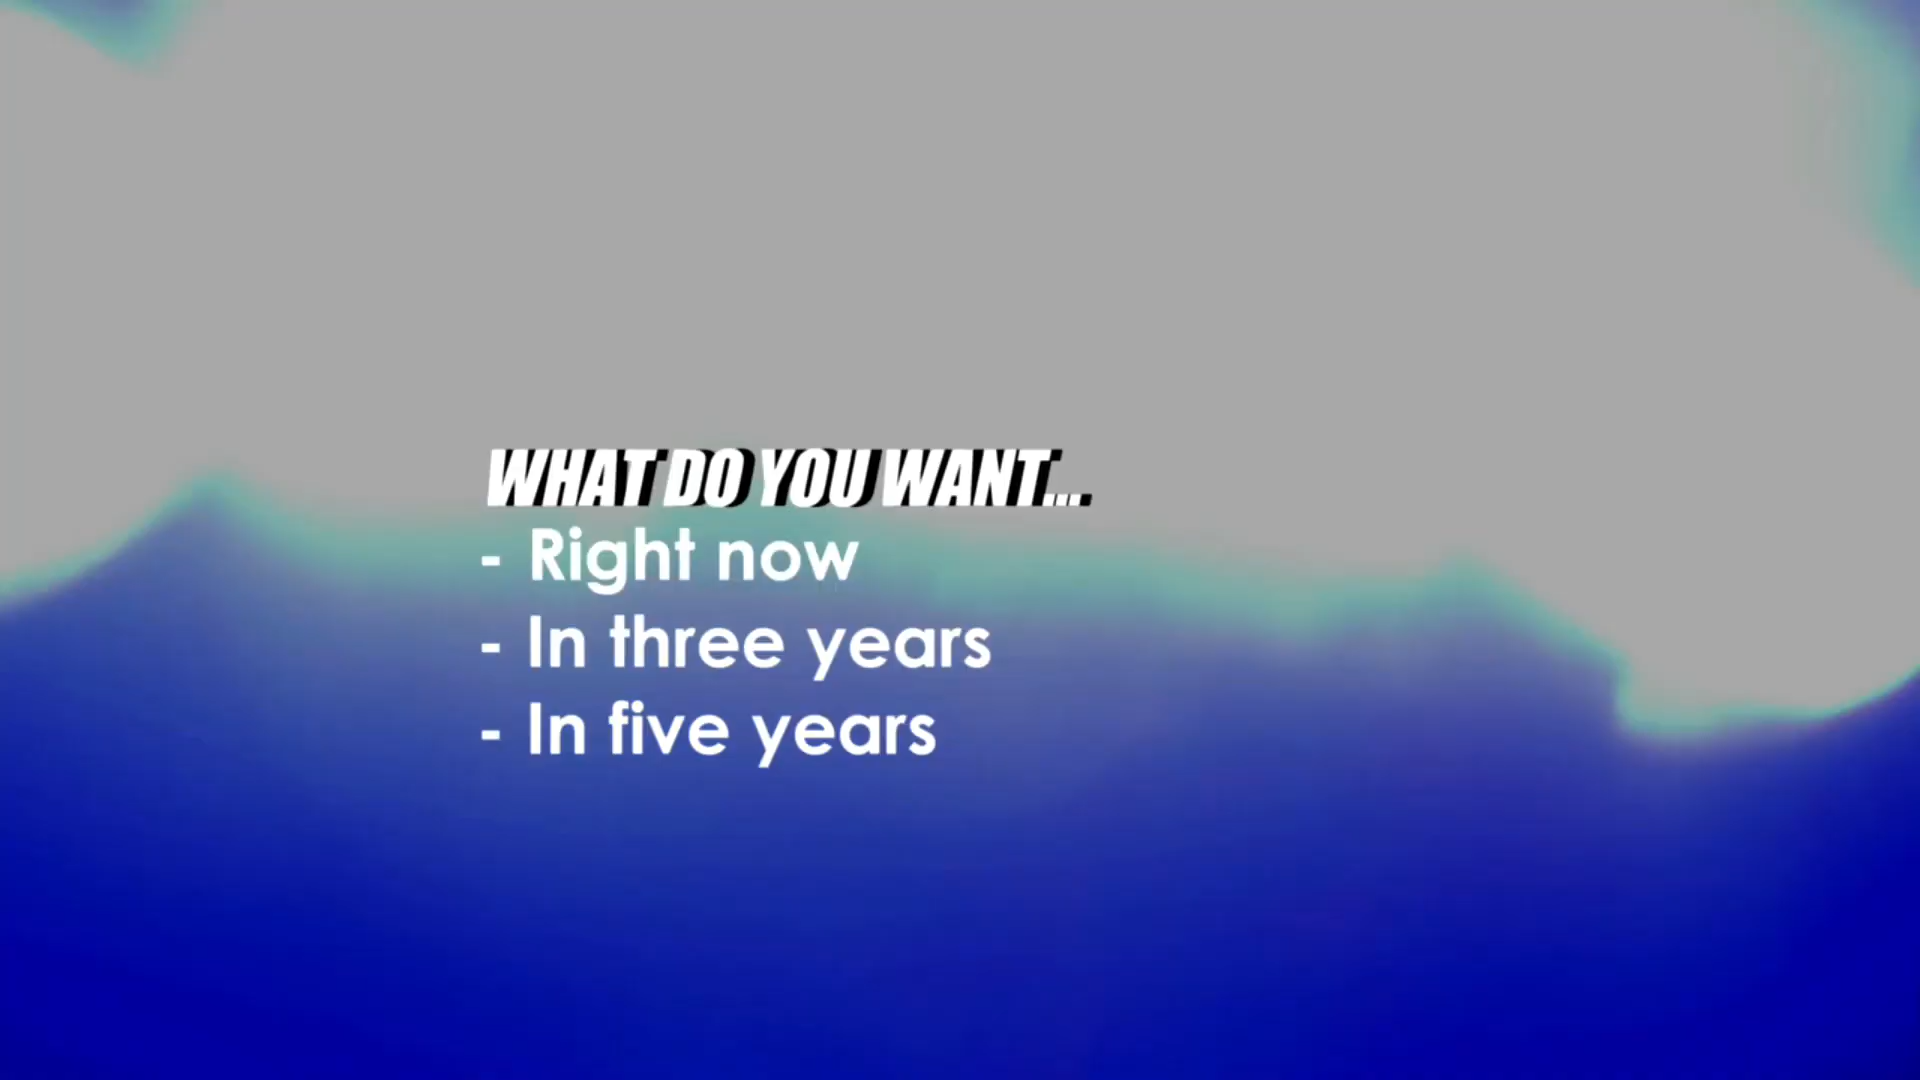 WHAT DO YOU WANT...
- Right now
- In three years
- In five years